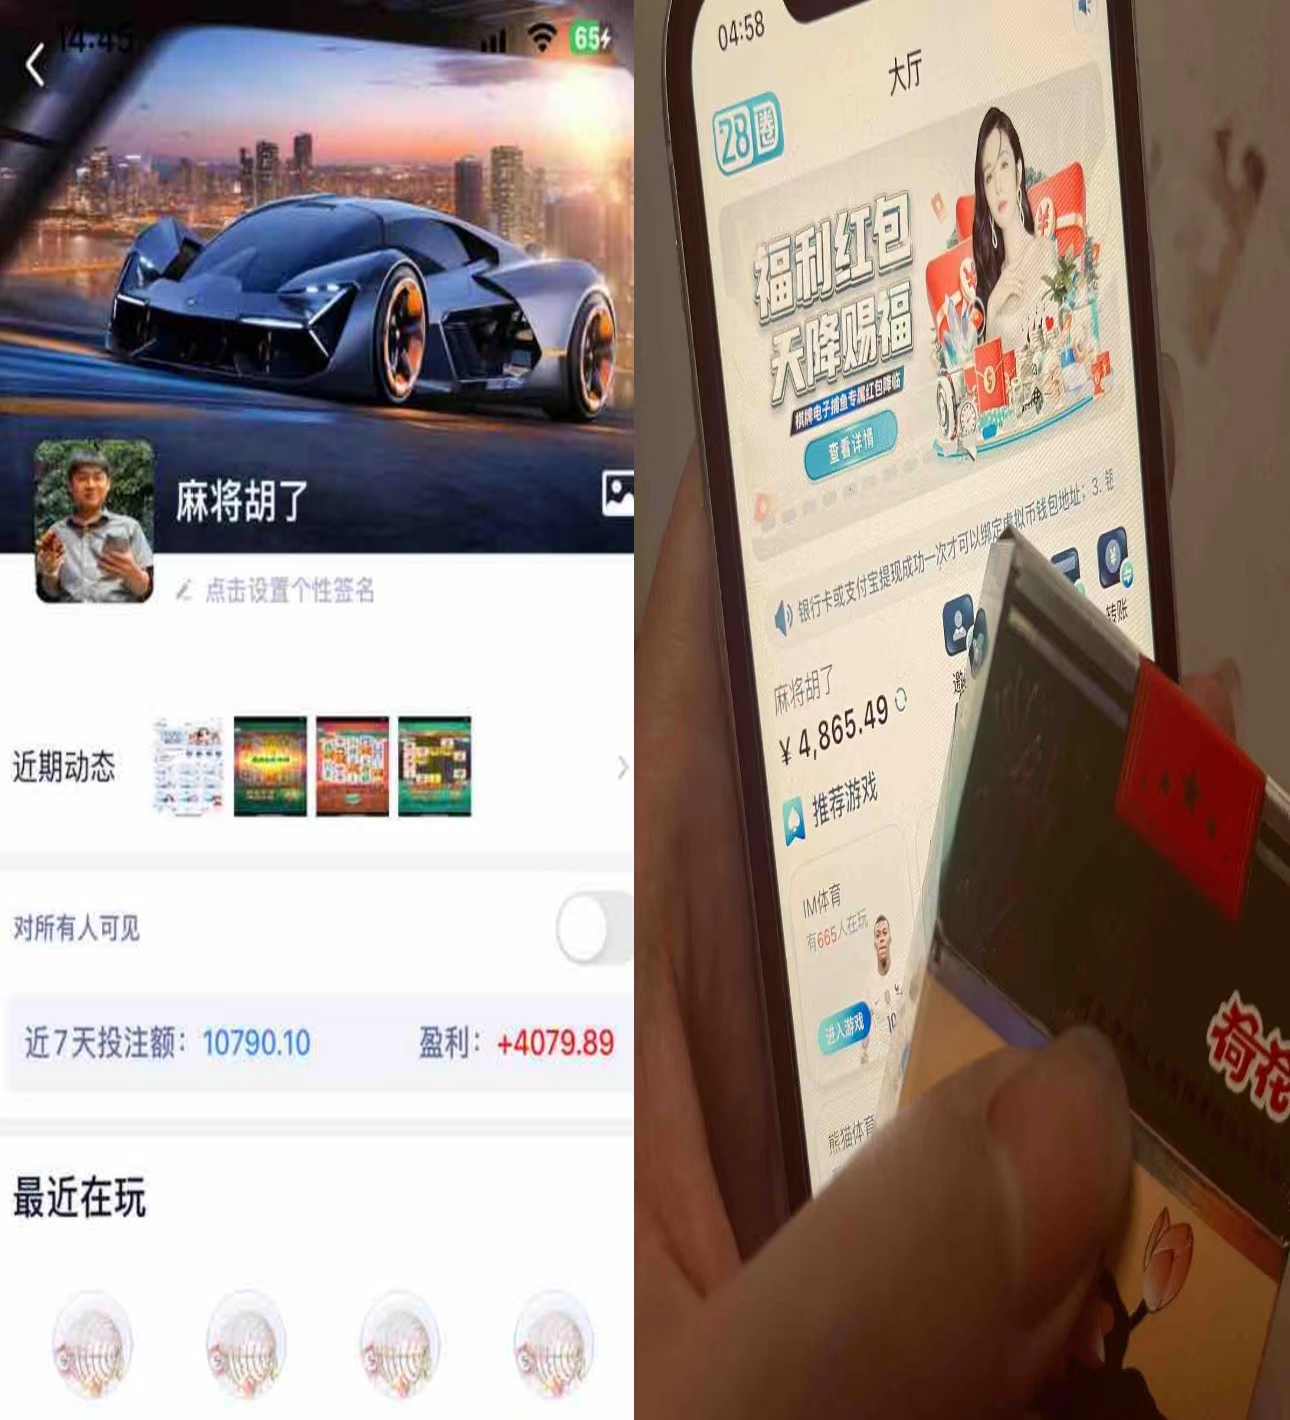 14:45
65
麻将胡了
点击设置个性签名
近期动态
对所有人可见
近7天投注额：10790.10
盈利：+4079.89
最近在玩
04:58
大厅
28圈
福利红包
天降赐福
棋牌电子捕鱼专属红包降临
查看详情
银行卡或支付宝提现成功一次才可以绑定虚拟币钱包地址；3.
麻将胡了
¥4,865.49
转账
推荐游戏
IM体育
有665人在玩
进入游戏
熊猫体育
荷花